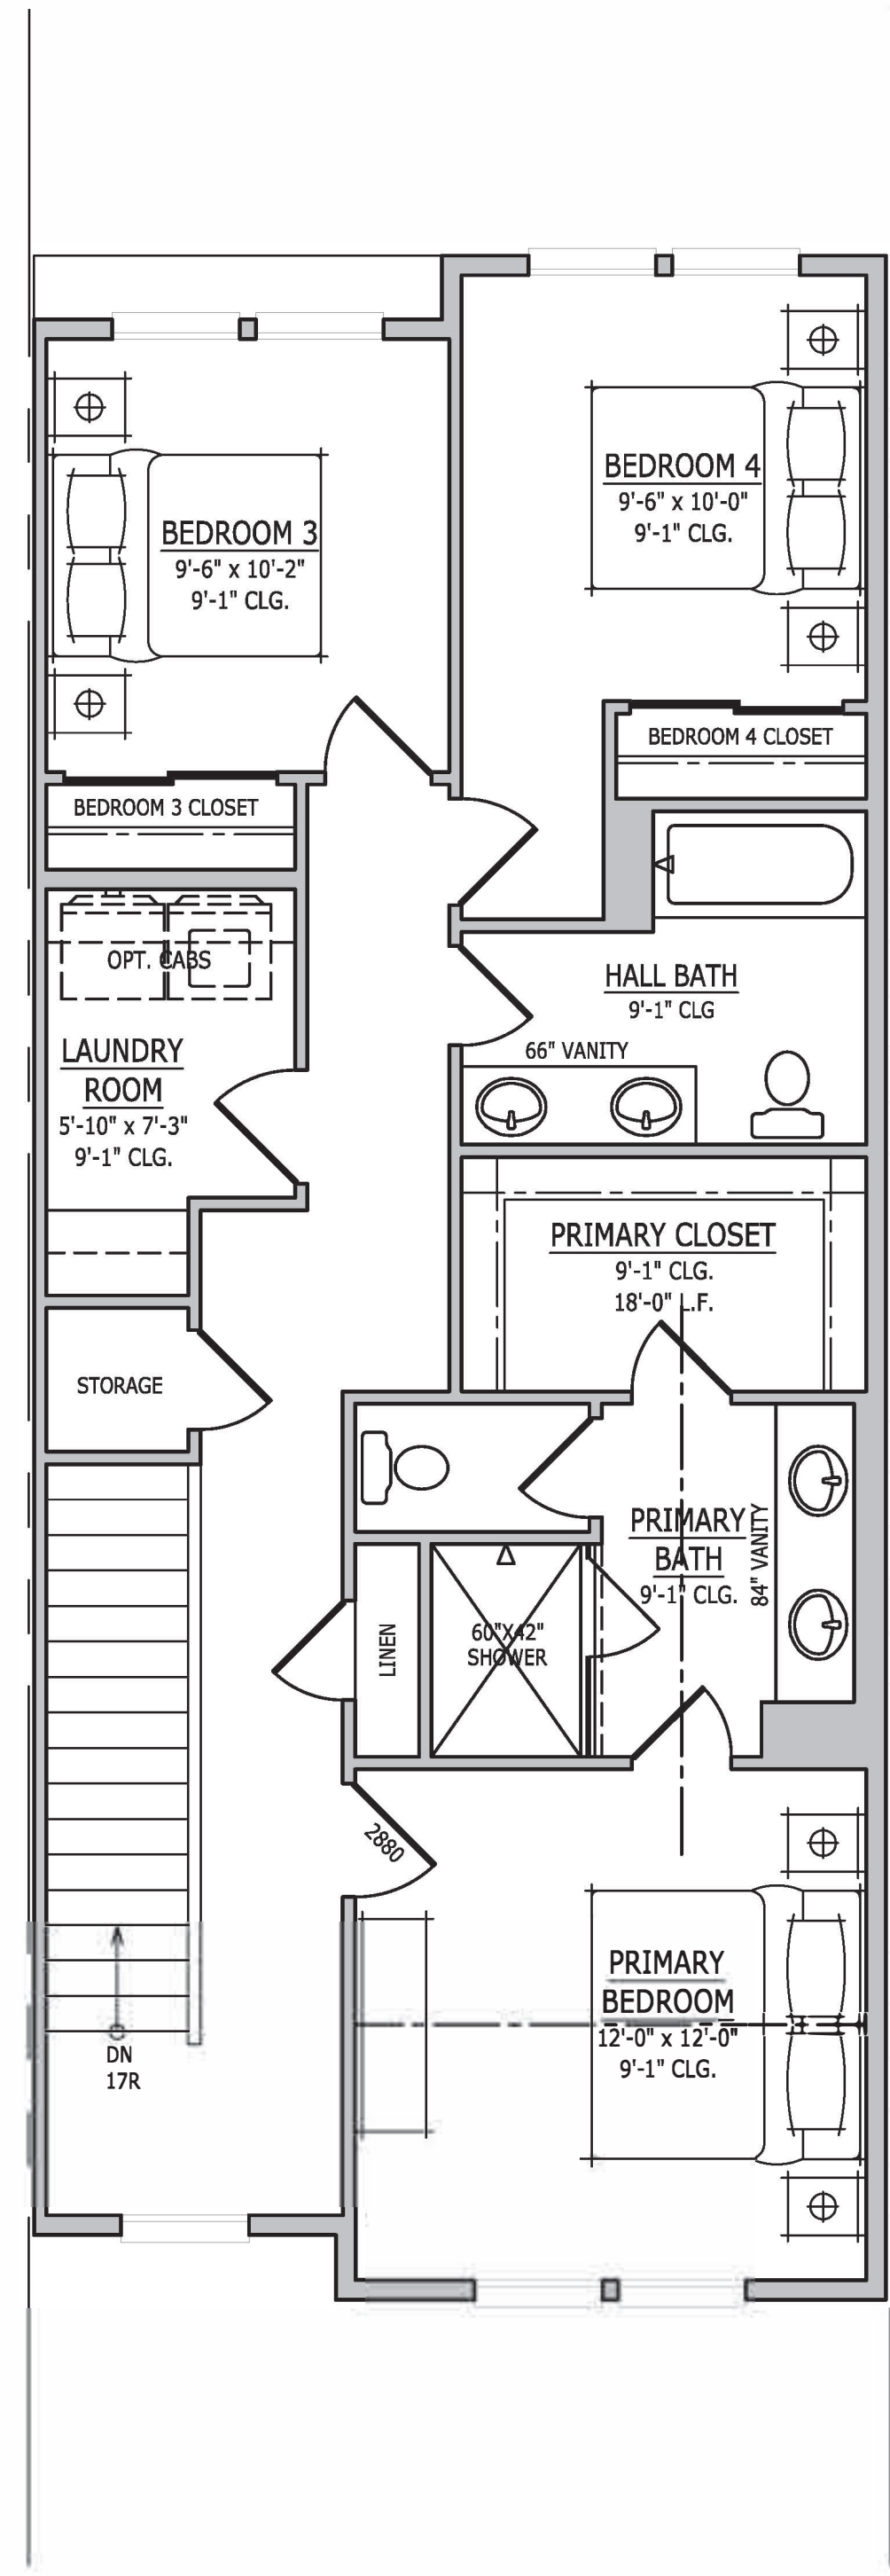 BEDROOM 4
9'-6" x 10'-0"
9'-1" CLG.
BEDROOM 3
9'-6" x 10'-2"
9'-1" CLG.
BEDROOM 4 CLOSET
BEDROOM 3 CLOSET
OPT. CABS
HALL BATH
9'-1" CLG
66" VANITY
LAUNDRY
ROOM
5'-10" x 7'-3"
9'-1" CLG.
PRIMARY CLOSET
9'-1" CLG.
18'-0" L.F.
STORAGE
PRIMARY
BATH
9'-1" CLG.
84" VANITY
LINEN
60"X42"
SHOWER
2880
PRIMARY
BEDROOM
12'-0" x 12'-0"
9'-1" CLG.
DN
17R